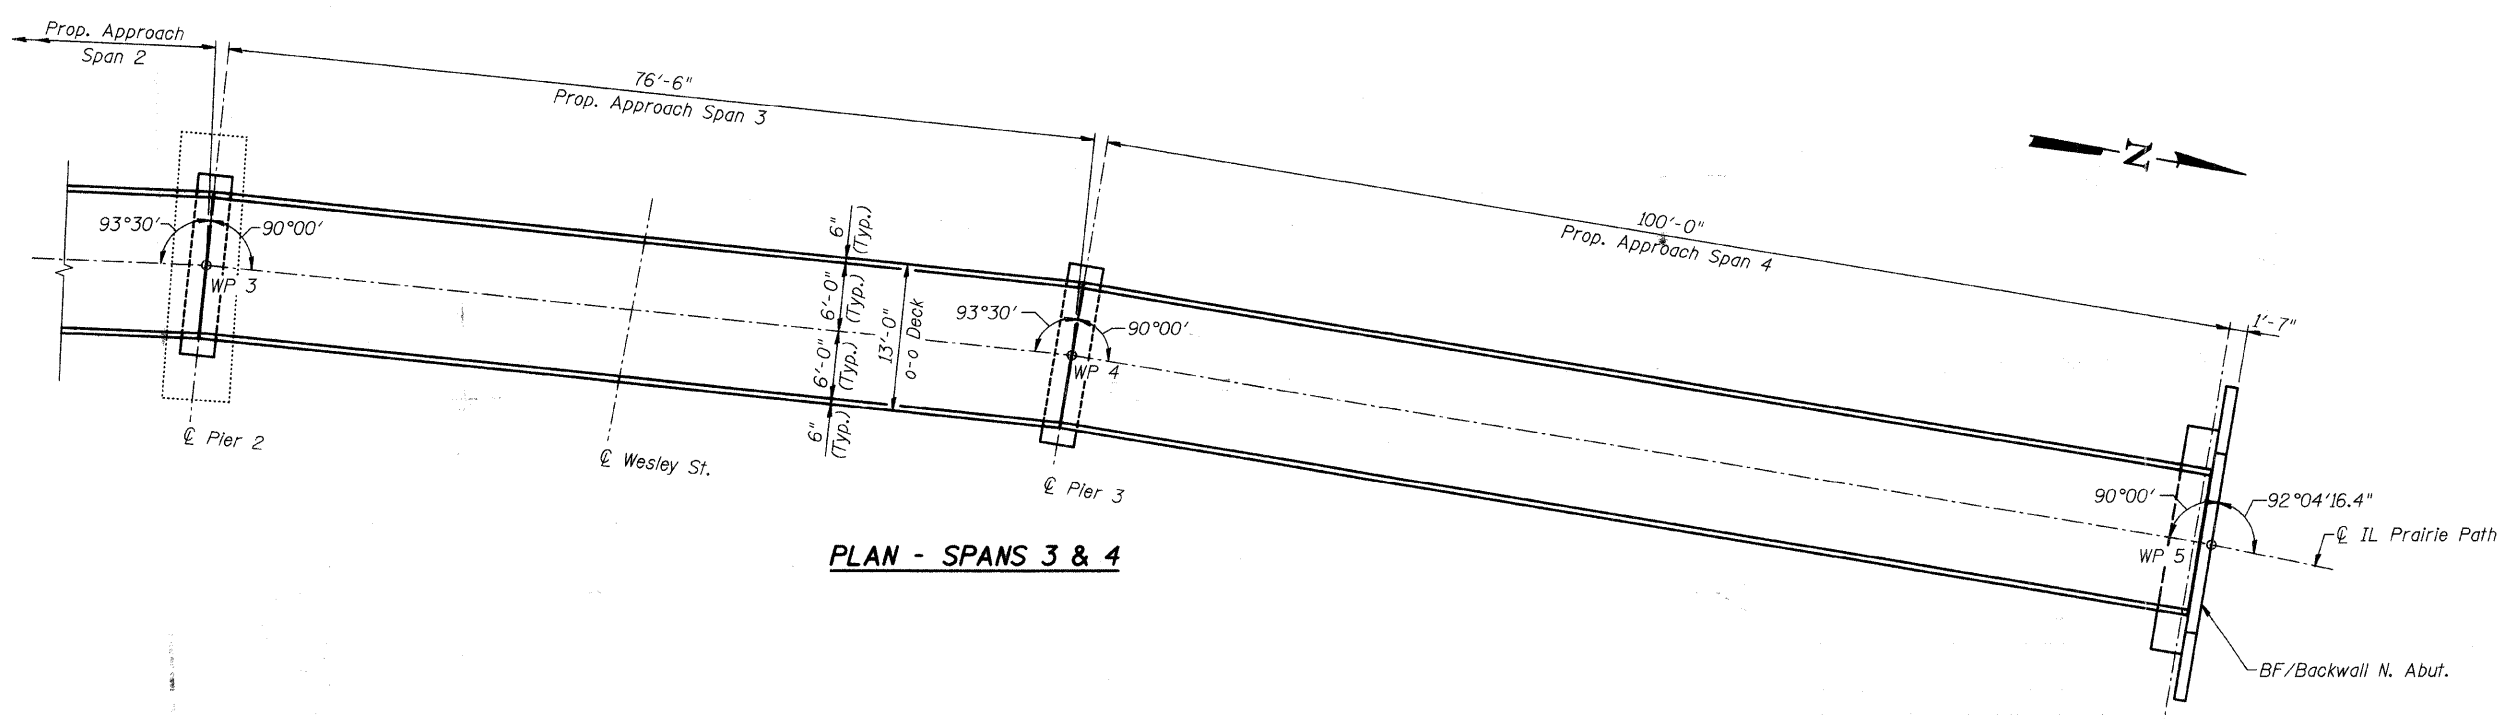 Prop. Approach
Span 2
76'-6"
Prop. Approach Span 3
100'-0"
Prop. Approach Span 4
N
1'-7"
93°30'
90°00'
WP 3
6"
(Typ.)
6'-0"
(Typ.)
6'-0"
(Typ.)
6"
(Typ.)
13'-0"
o-o Deck
93°30'
90°00'
WP 4
℄ Pier 2
℄ Wesley St.
℄ Pier 3
90°00'
92°04'16.4"
WP 5
℄ IL Prairie Path
BF/Backwall N. Abut.
PLAN - SPANS 3 & 4